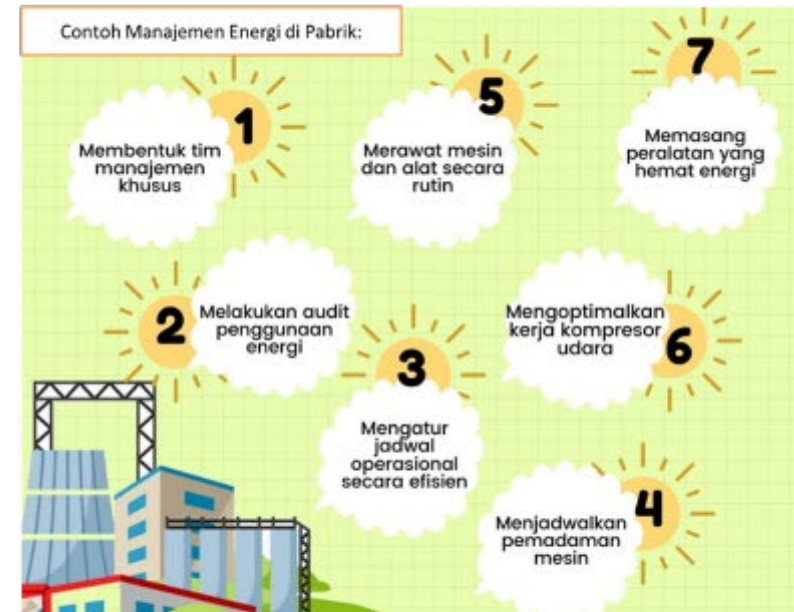 Contoh Manajemen Energi di Pabrik:
1
Membentuk tim
manajemen
khusus
2
Melakukan audit
penggunaan
energi
3
Mengatur
jadwal
operasional
secara efisien
4
Menjadwalkan
pemadaman
mesin
5
Merawat mesin
dan alat secara
rutin
6
Mengoptimalkan
kerja kompresor
udara
7
Memasang
peralatan yang
hemat energi